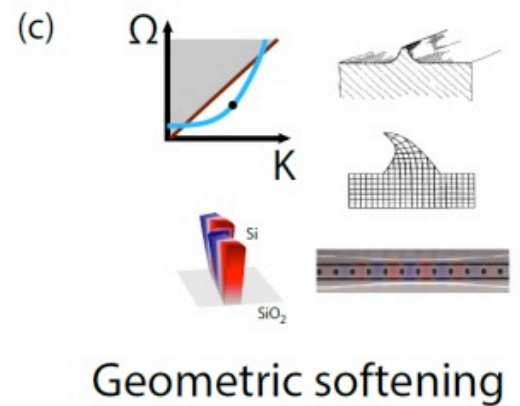 (c)
Ω
K
Si
SiO₂
Geometric softening